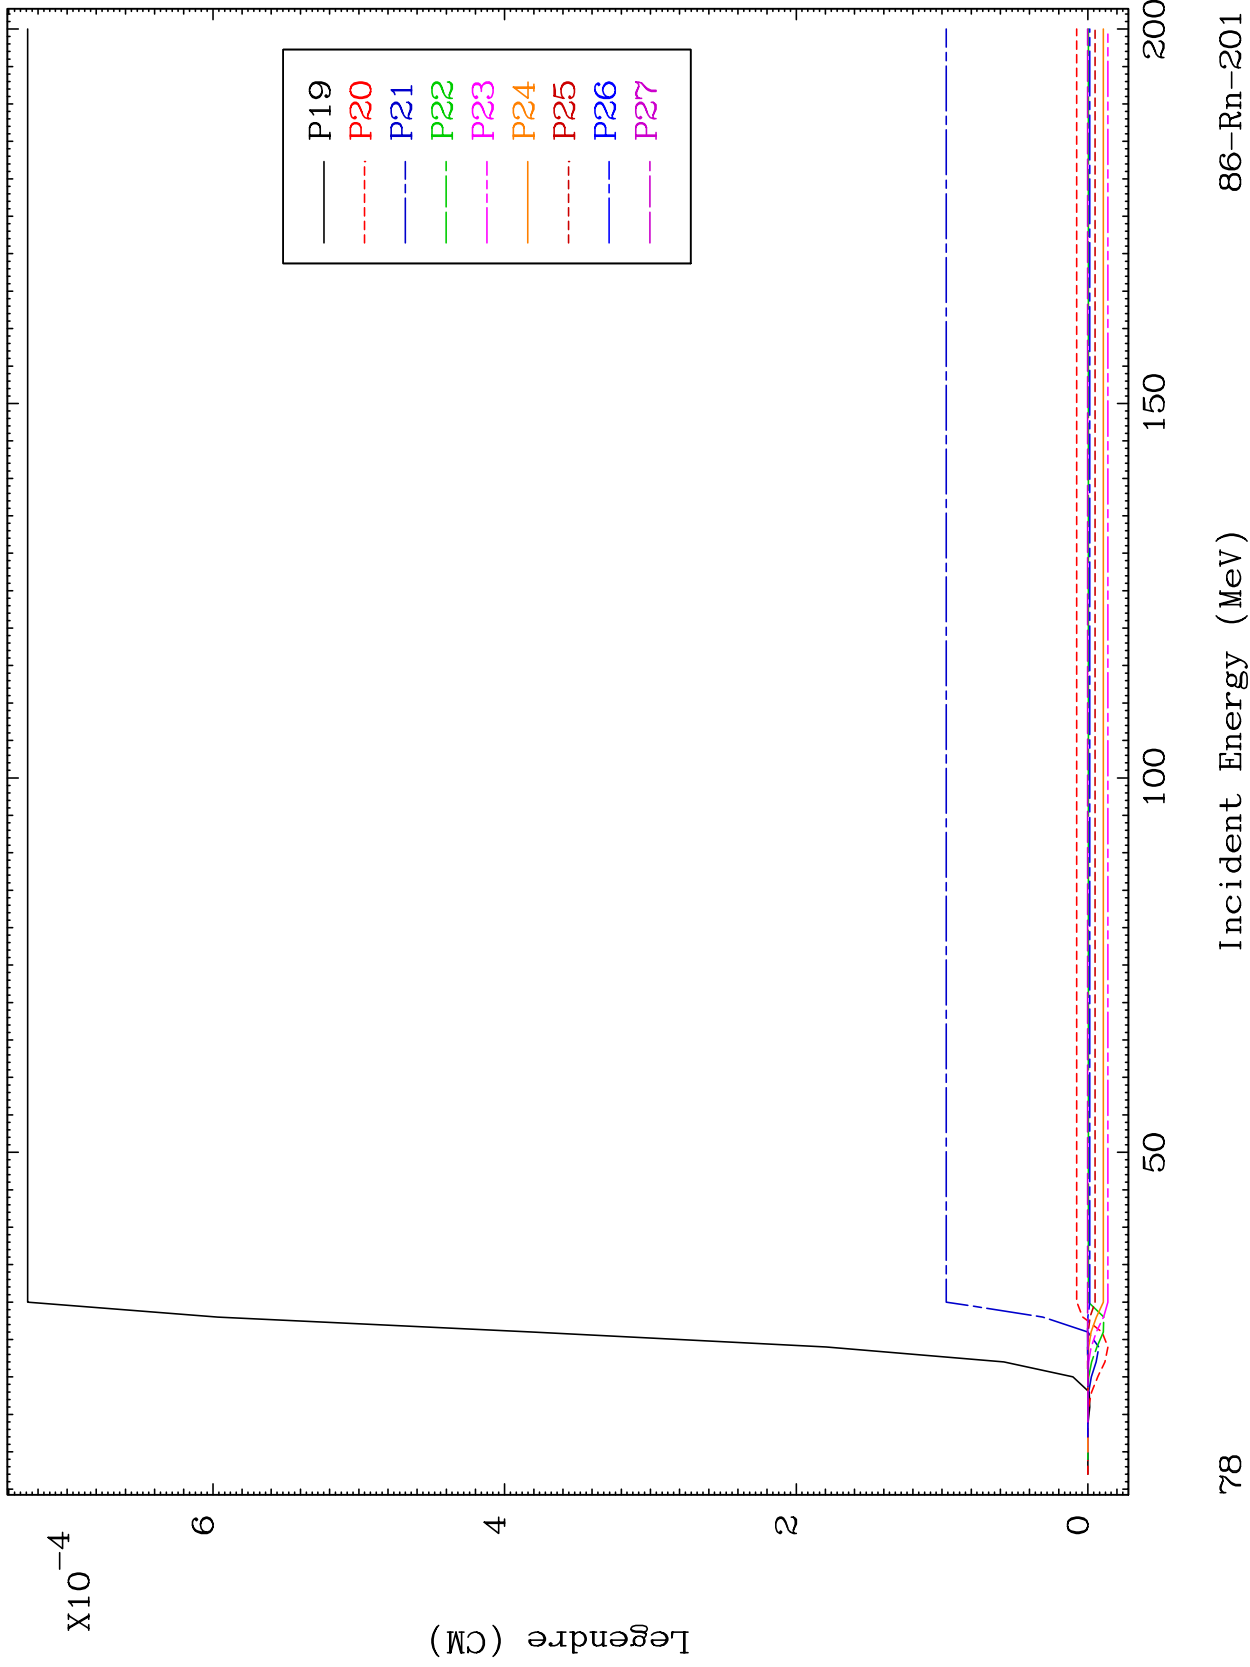 X10-4
6
4
2
0
Legendre (CM)
P19
P20
P21
P22
P23
P24
P25
P26
P27
50
100
150
200
78
Incident Energy (MeV)
86-Rn-201